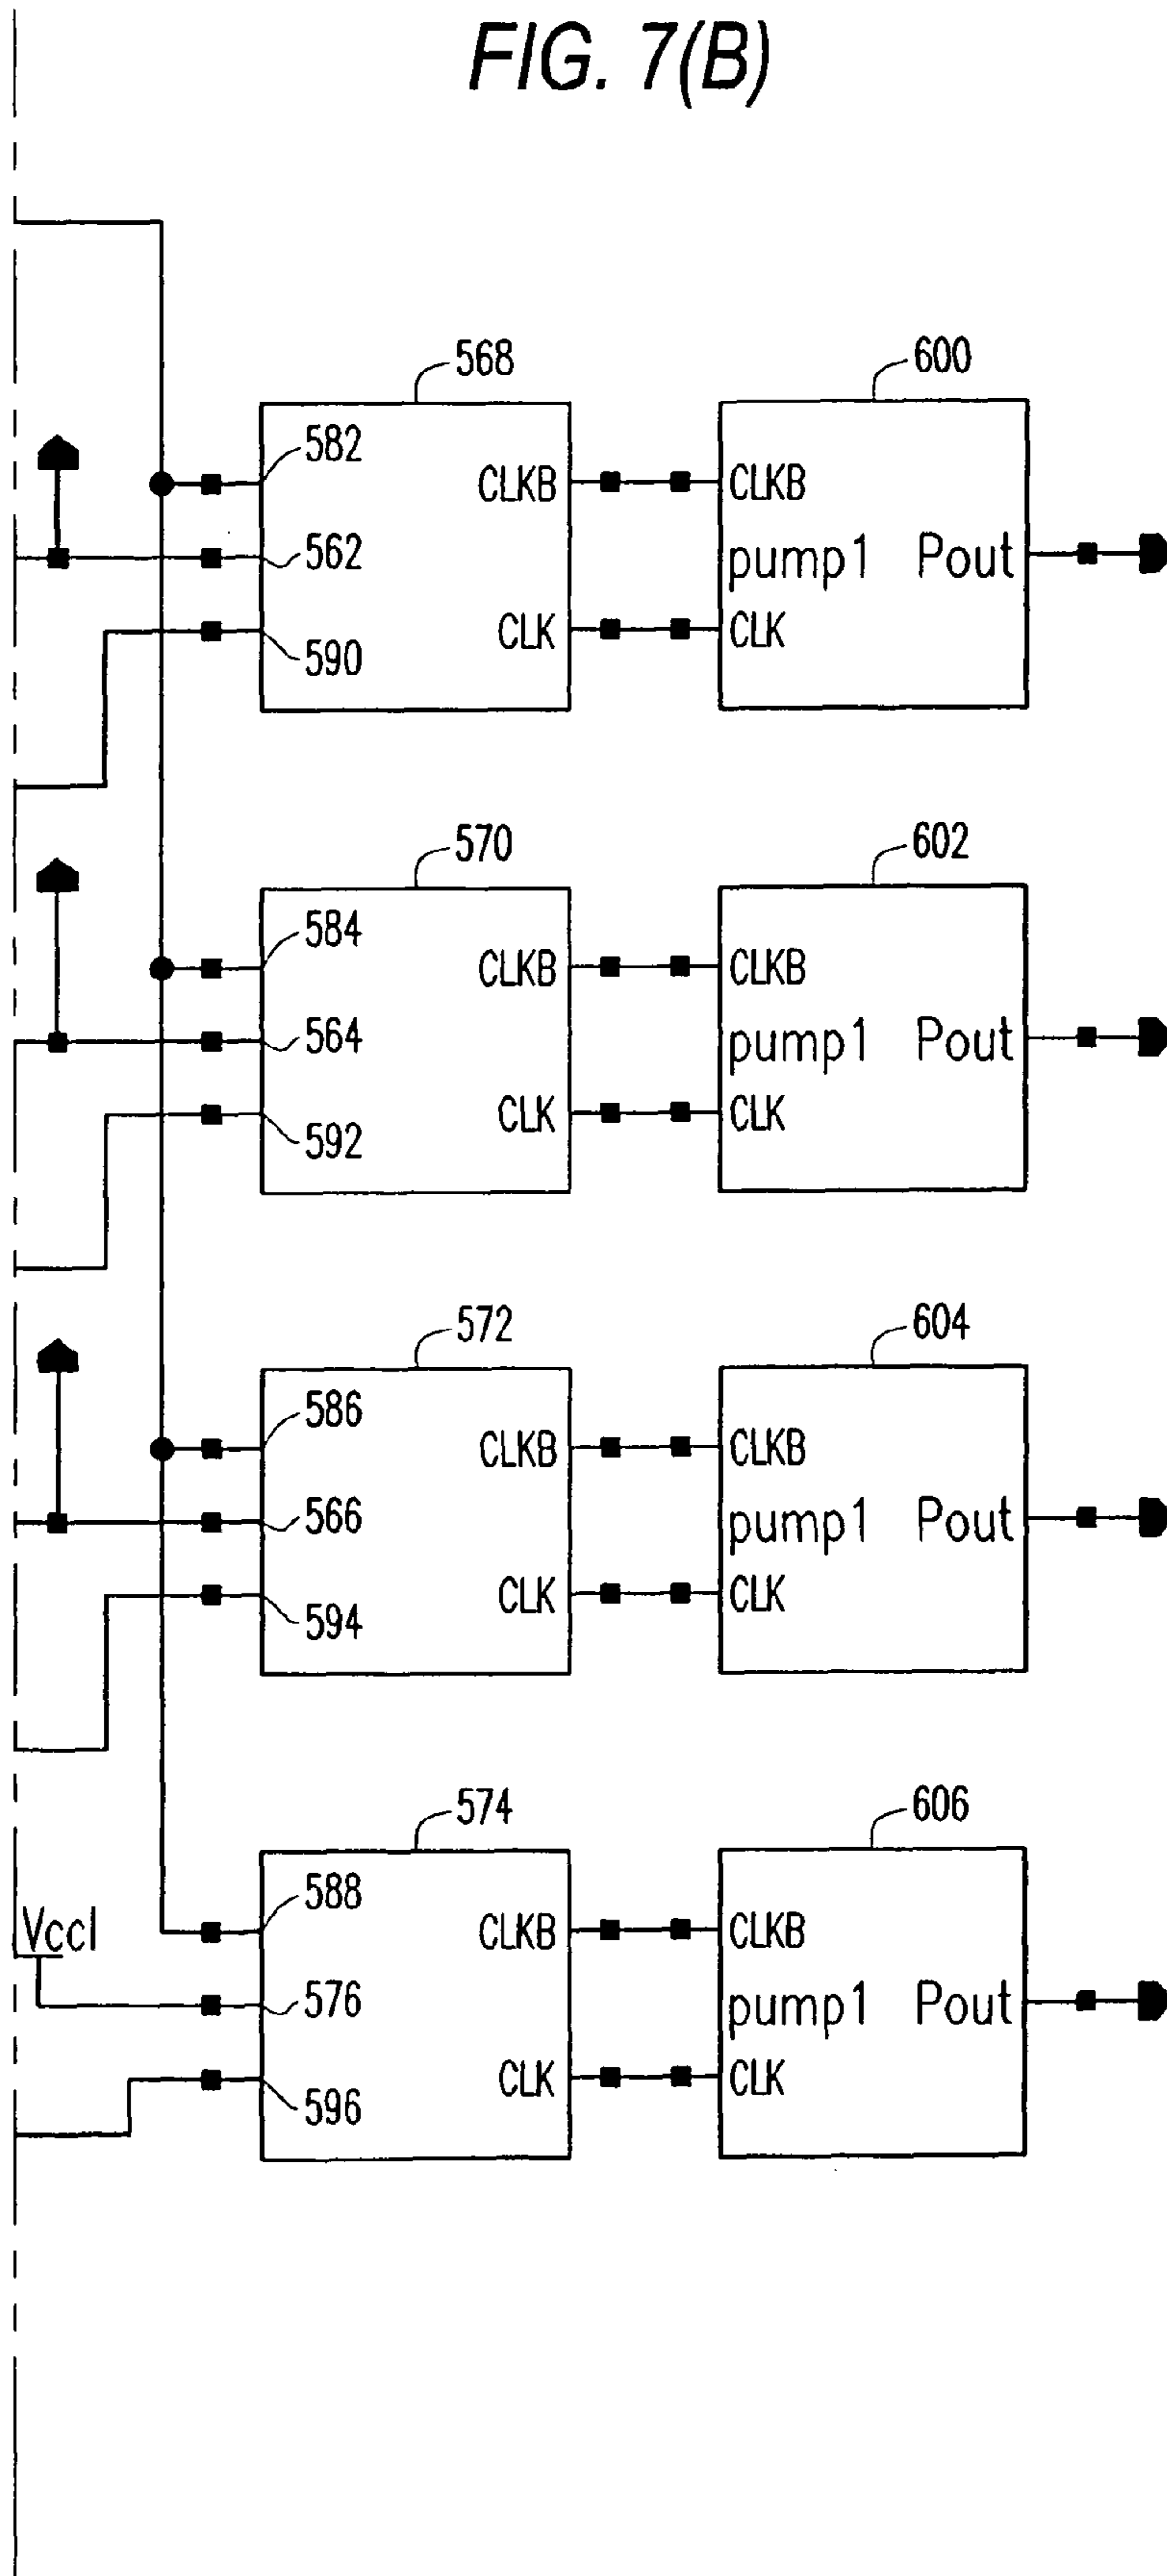 FIG. 7(B)
568
600
582
CLKB
CLKB
562
pump1 Pout
CLK
CLK
590
570
602
584
CLKB
CLKB
564
pump1 Pout
CLK
CLK
592
572
604
586
CLKB
CLKB
566
pump1 Pout
CLK
CLK
594
574
606
588
CLKB
CLKB
Vccl
576
pump1 Pout
CLK
CLK
596